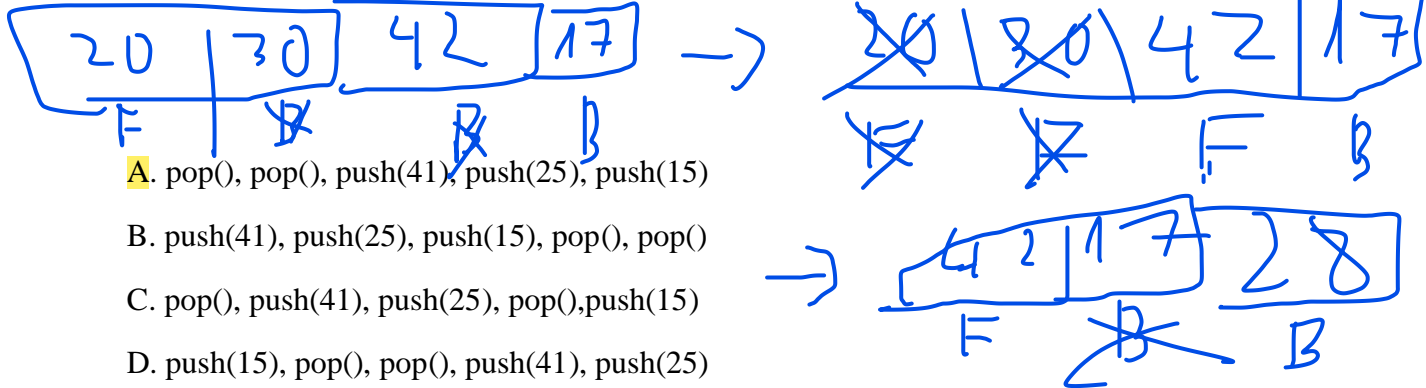 20 30 42 17 → 20 30 42 17
F B B B F F F B
A. pop(), pop(), push(41), push(25), push(15)
B. push(41), push(25), push(15), pop(), pop()
→ 42 17 28
F B B
C. pop(), push(41), push(25), pop(),push(15)
D. push(15), pop(), pop(), push(41), push(25)